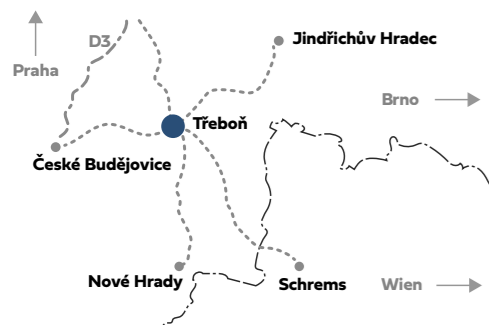 D3
Praha
Jindřichův Hradec
Brno
Třeboň
České Budějovice
Nové Hrady
Schrems
Wien